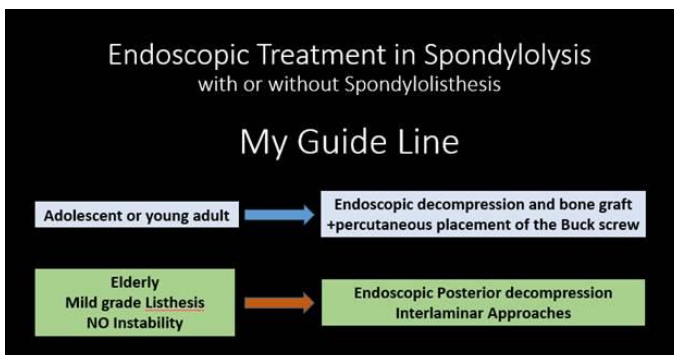 Endoscopic Treatment in Spondylolysis
with or without Spondylolisthesis
My Guide Line
Adolescent or young adult
Endoscopic decompression and bone graft
+percutaneous placement of the Buck screw
Elderly
Mild grade Listhesis
NO Instability
Endoscopic Posterior decompression
Interlaminar Approaches